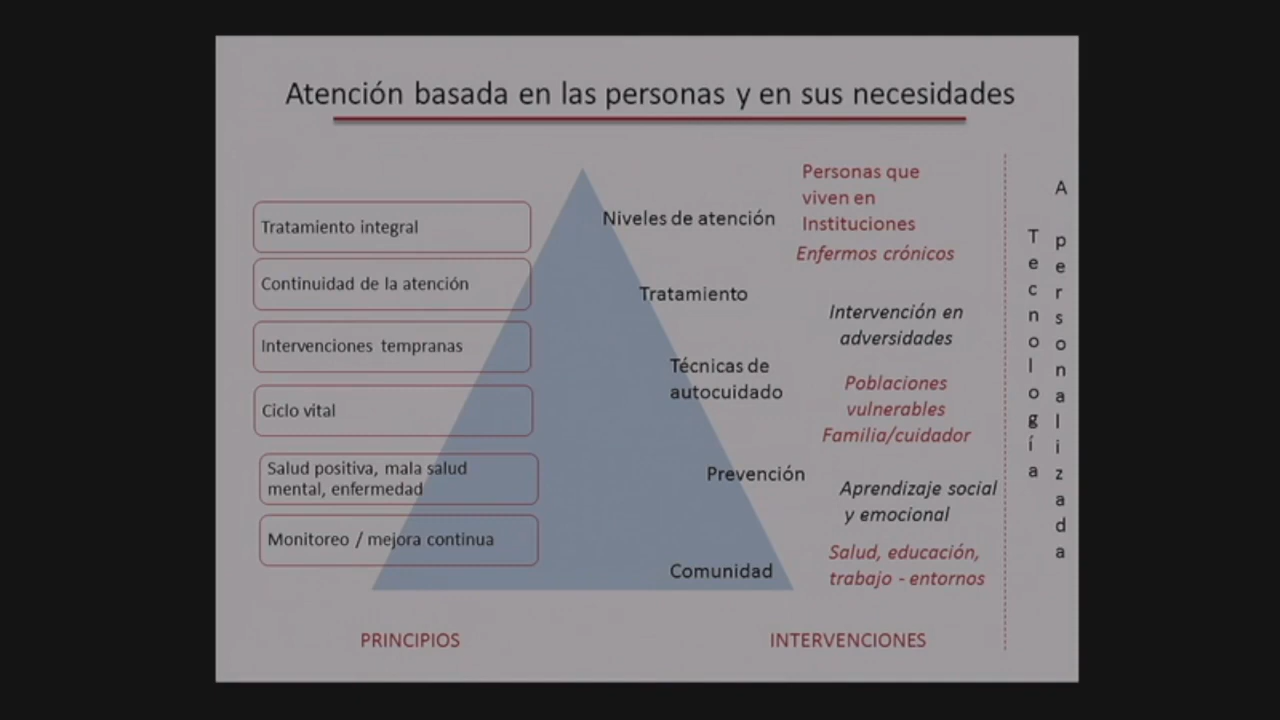 Atención basada en las personas y en sus necesidades
Tratamiento integral
Continuidad de la atención
Intervenciones tempranas
Ciclo vital
Salud positiva, mala salud
mental, enfermedad
Monitoreo / mejora continua
PRINCIPIOS
Niveles de atención
Tratamiento
Técnicas de
autocuidado
Prevención
Comunidad
Personas que
viven en
Instituciones
Enfermos crónicos
Intervención en
adversidades
Poblaciones
vulnerables
Familia/cuidador
Aprendizaje social
y emocional
Salud, educación,
trabajo - entornos
INTERVENCIONES
Tecnología
A personalizada